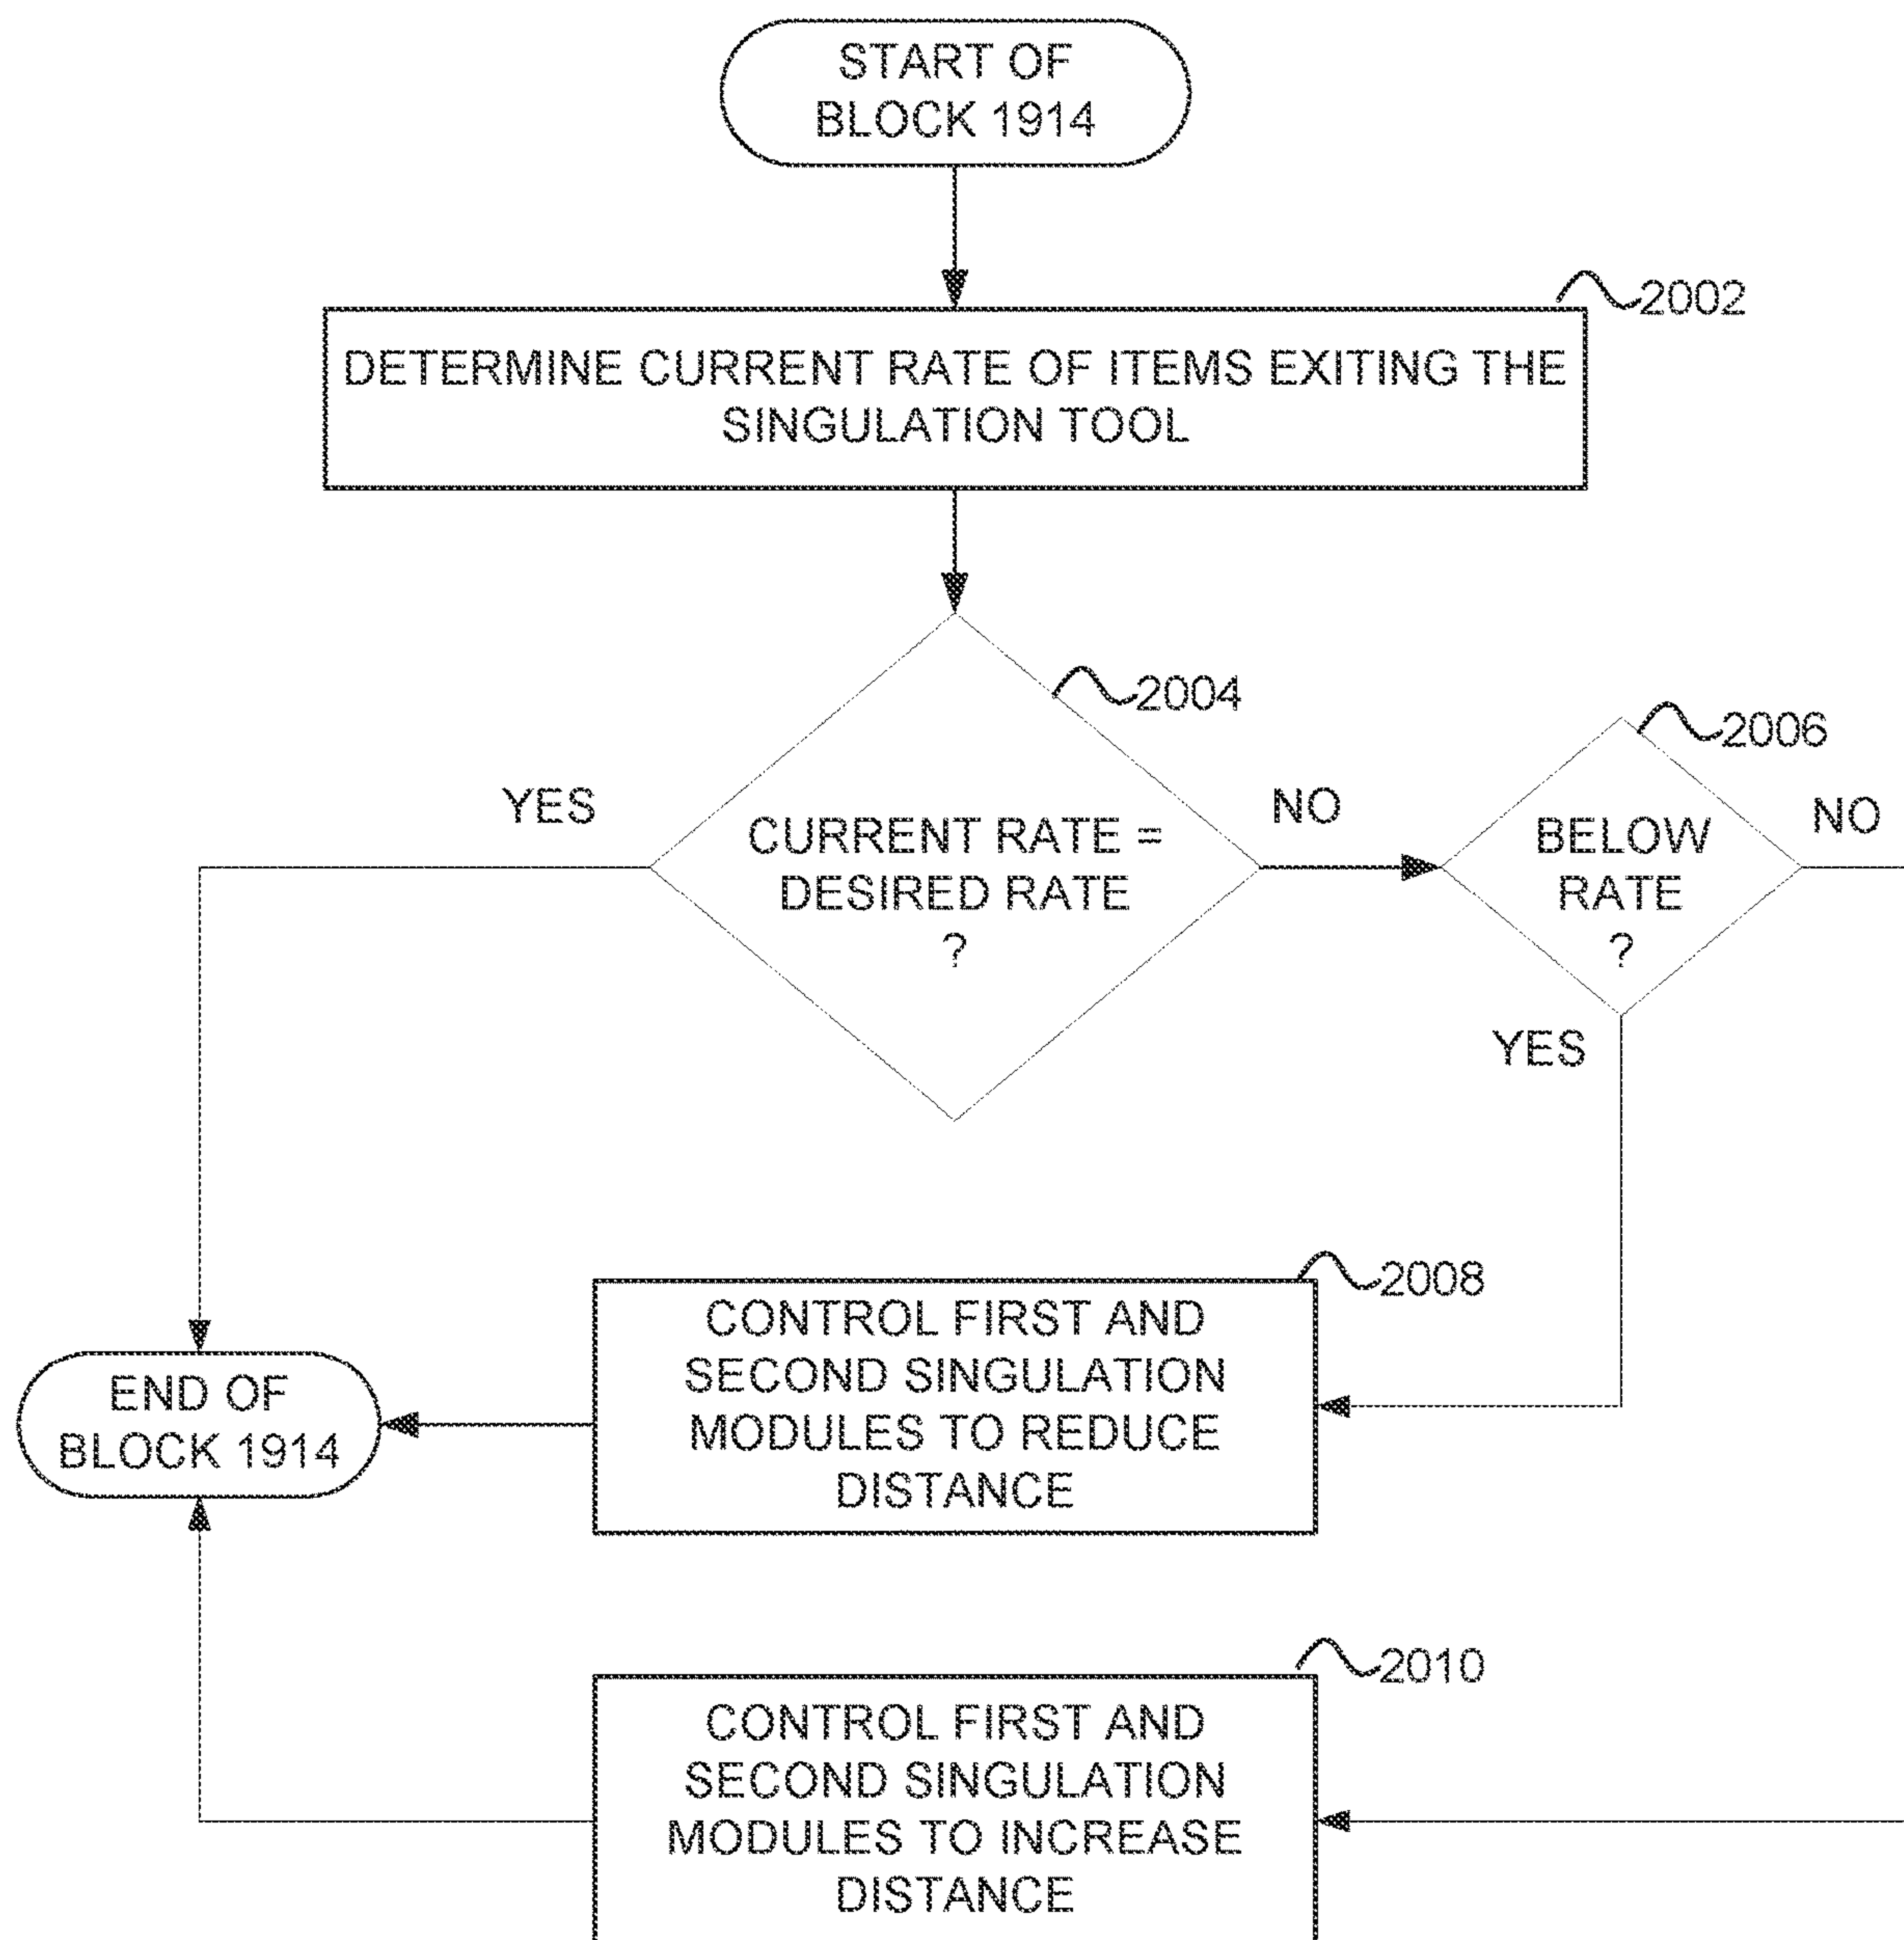 START OF
BLOCK 1914
2002
DETERMINE CURRENT RATE OF ITEMS EXITING THE
SINGULATION TOOL
2004
2006
YES
CURRENT RATE =
DESIRED RATE
?
NO
BELOW
RATE
?
NO
YES
2008
CONTROL FIRST AND
SECOND SINGULATION
MODULES TO REDUCE
DISTANCE
END OF
BLOCK 1914
2010
CONTROL FIRST AND
SECOND SINGULATION
MODULES TO INCREASE
DISTANCE